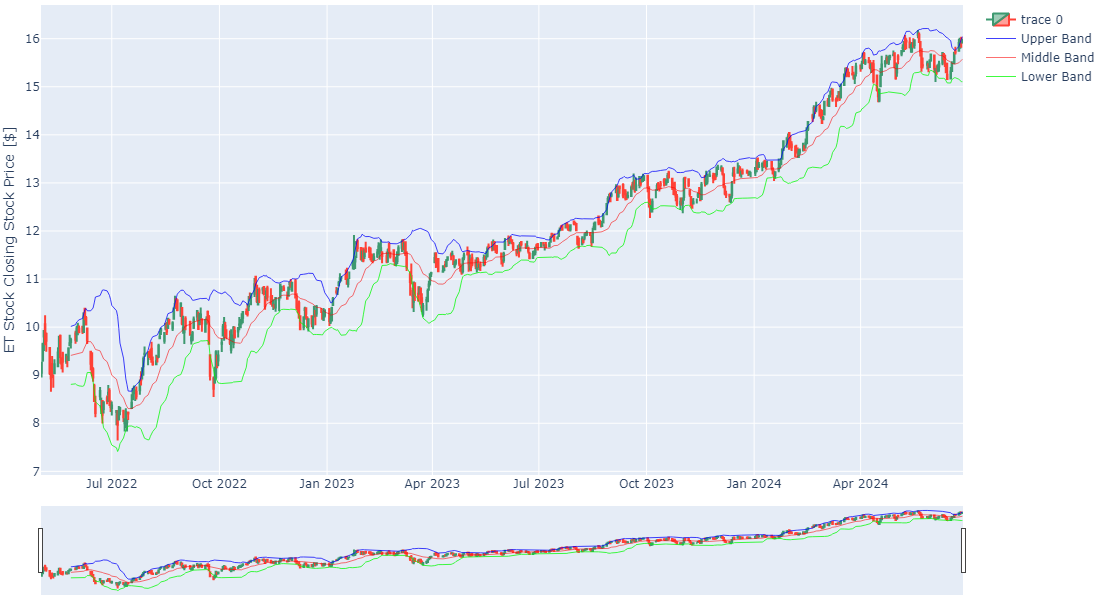 trace 0
Upper Band
Middle Band
Lower Band
ET Stock Closing Stock Price [$]
16
15
14
13
12
11
10
9
8
7
Jul 2022 Oct 2022 Jan 2023 Apr 2023 Jul 2023 Oct 2023 Jan 2024 Apr 2024